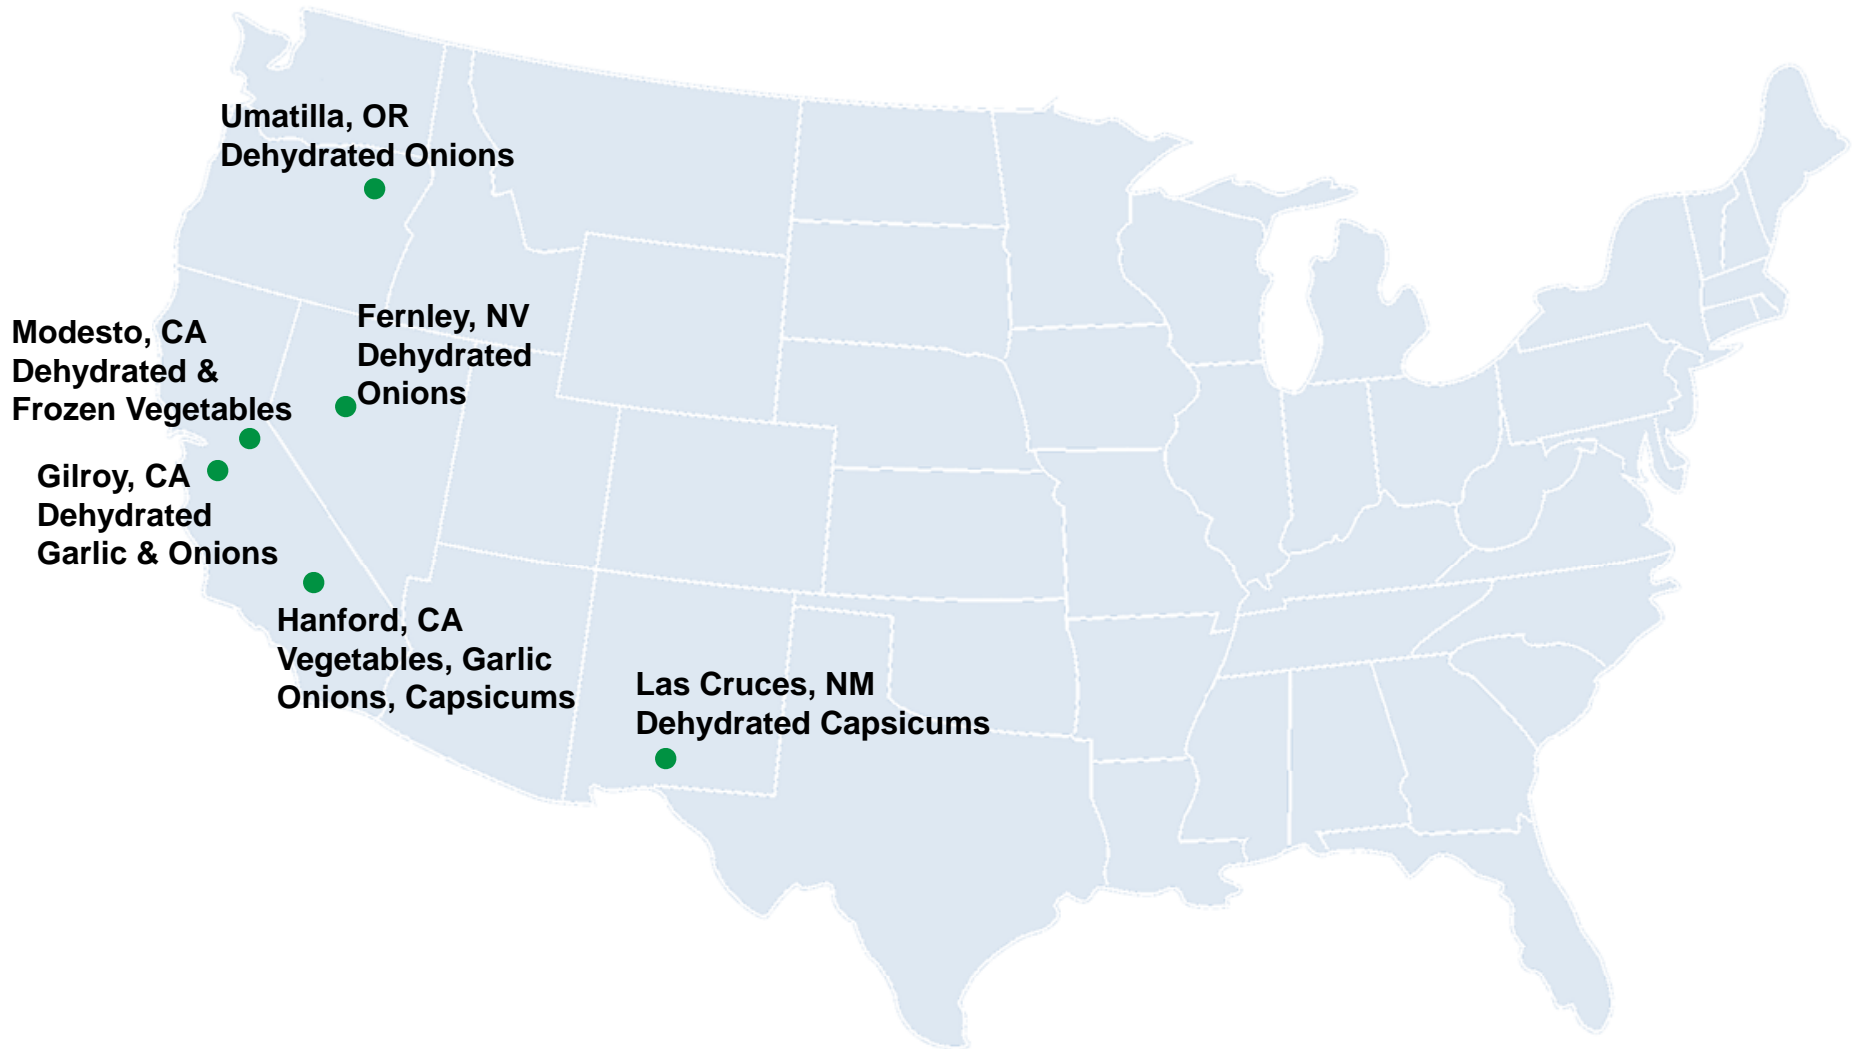 Umatilla, OR
Dehydrated Onions
Fernley, NV
Dehydrated
Onions
Modesto, CA
Dehydrated &
Frozen Vegetables
Gilroy, CA
Dehydrated
Garlic & Onions
Hanford, CA
Vegetables, Garlic
Onions, Capsicums
Las Cruces, NM
Dehydrated Capsicums